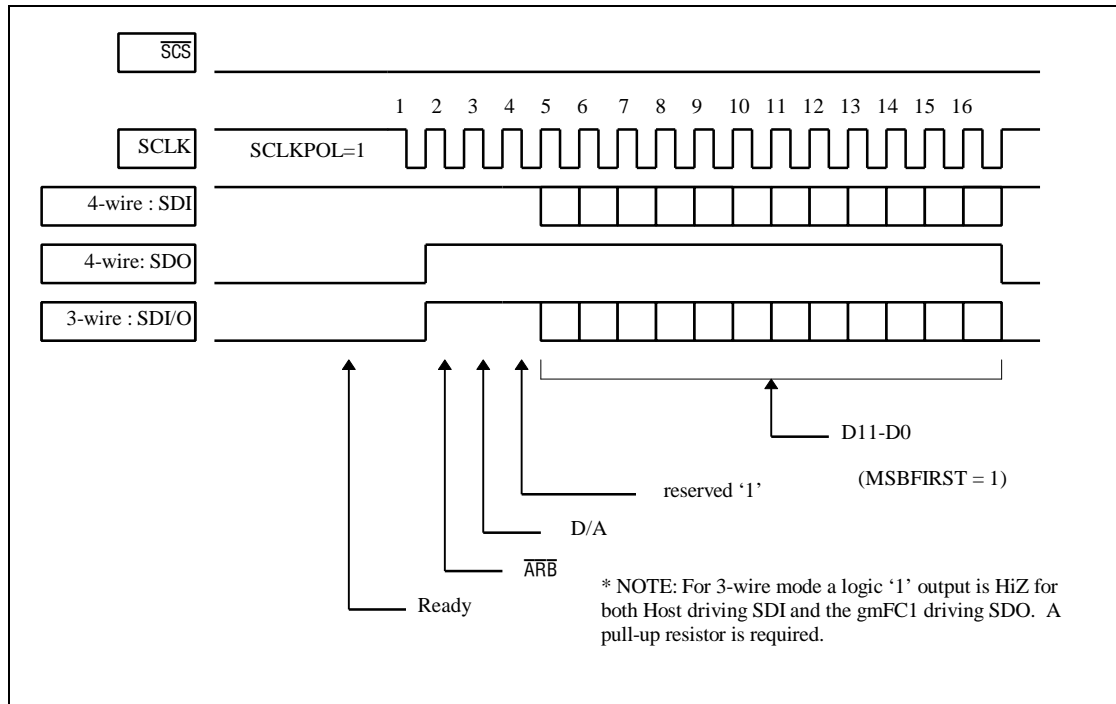 SCS
1 2 3 4 5 6 7 8 9 10 11 12 13 14 15 16
SCLK
SCLKPOL=1
4-wire : SDI
4-wire: SDO
3-wire : SDI/O
D11-D0
(MSBFIRST = 1)
reserved ‘1’
D/A
ARB
Ready
* NOTE: For 3-wire mode a logic ‘1’ output is HiZ for
both Host driving SDI and the gmFC1 driving SDO. A
pull-up resistor is required.